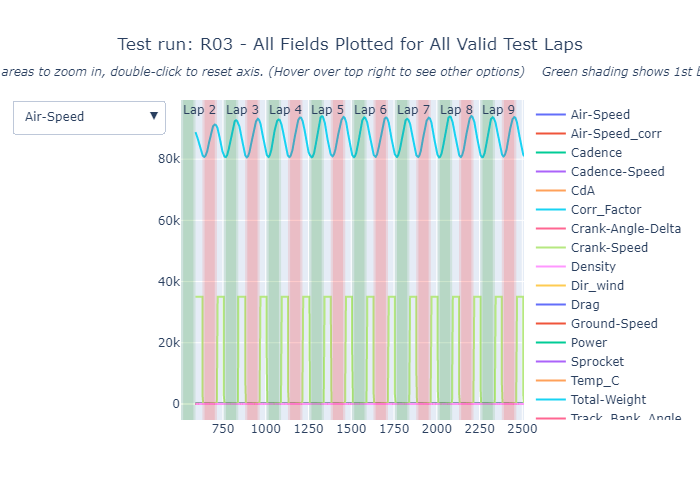 Test run: R03 - All Fields Plotted for All Valid Test Laps
areas to zoom in, double-click to reset axis. (Hover over top right to see other options) Green shading shows 1st
Air-Speed ▼
Lap 2 Lap 3 Lap 4 Lap 5 Lap 6 Lap 7 Lap 8 Lap 9
80k
60k
40k
20k
0
750 1000 1250 1500 1750 2000 2250 2500
Air-Speed
Air-Speed_corr
Cadence
Cadence-Speed
CdA
Corr_Factor
Crank-Angle-Delta
Crank-Speed
Density
Dir_wind
Drag
Ground-Speed
Power
Sprocket
Temp_C
Total-Weight
Track_Bank_Angle